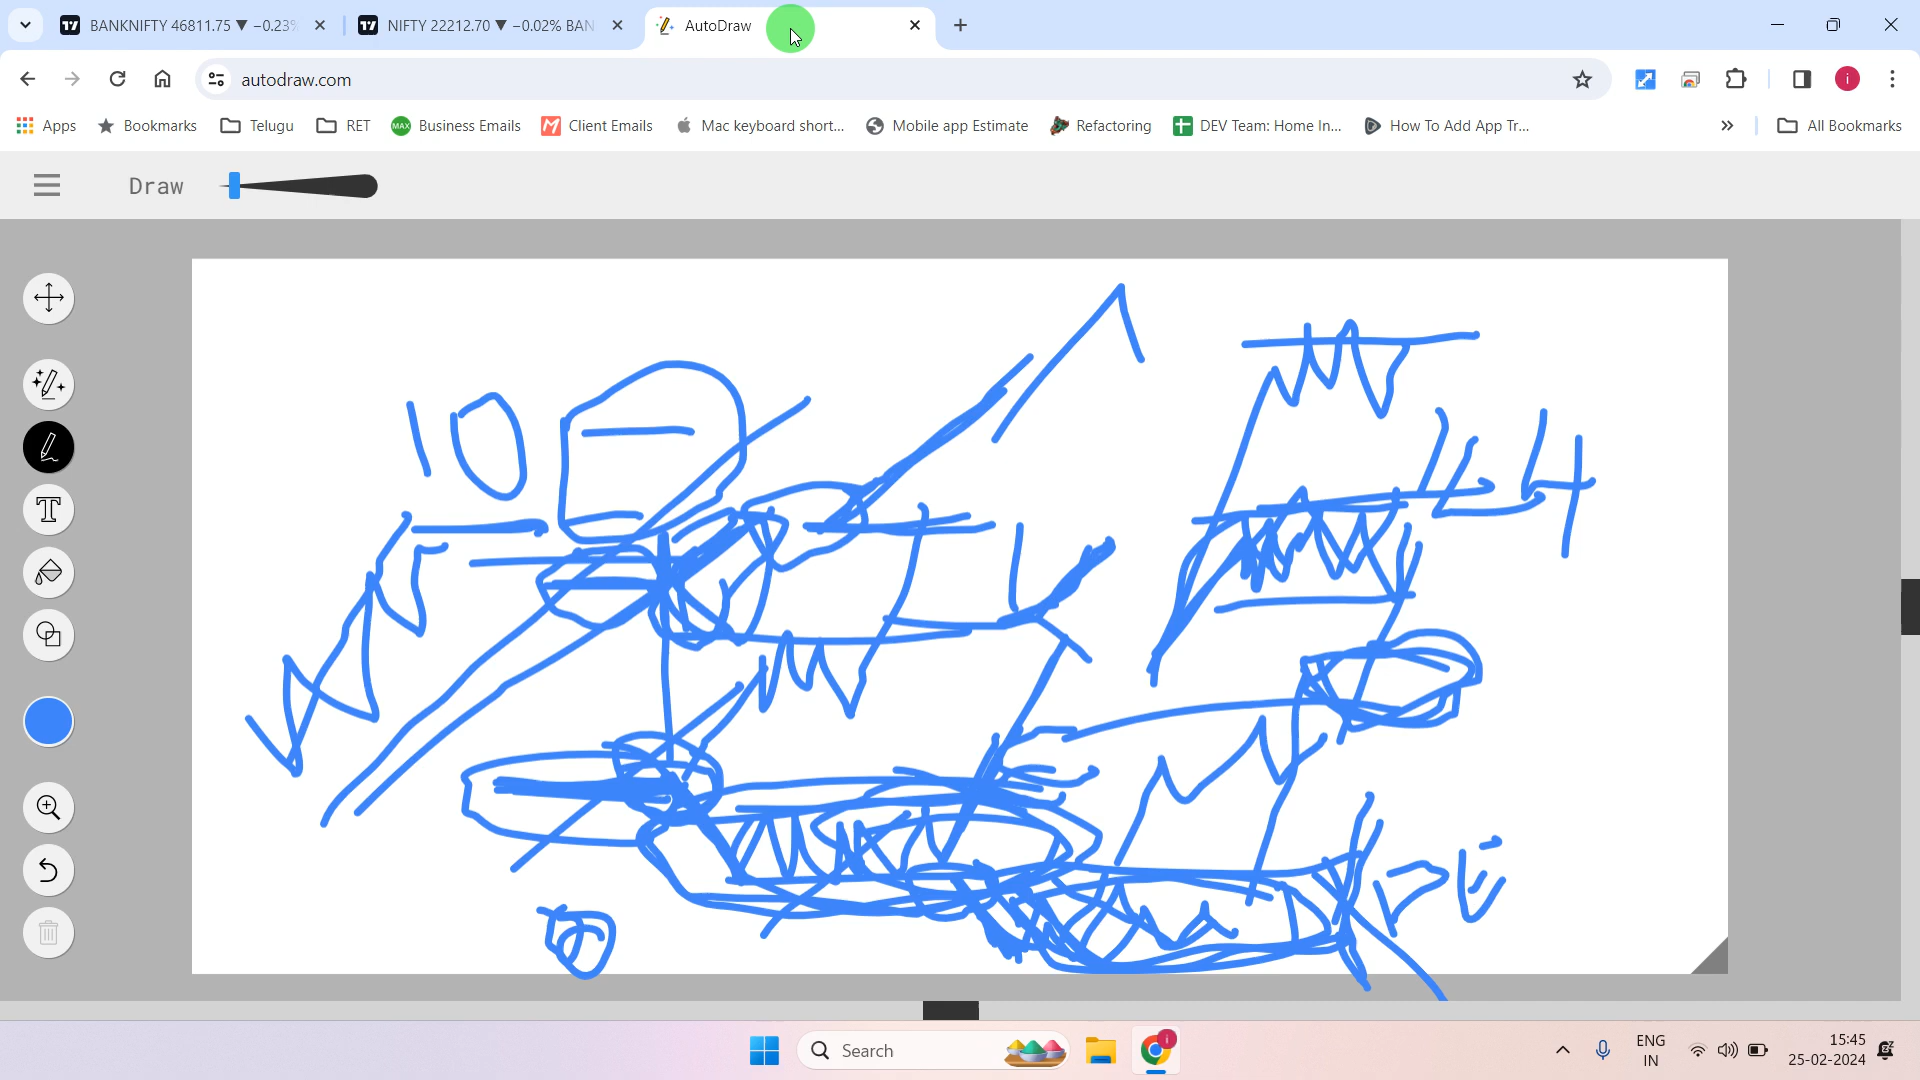 BANKNIFTY 46811.75 ▼ −0.23%
NIFTY 22212.70 ▼ −0.02% BAN
AutoDraw
autodraw.com
Apps
Bookmarks
Telugu
RET
MAX
Business Emails
Client Emails
Mac keyboard short...
Mobile app Estimate
Refactoring
DEV Team: Home In...
How To Add App Tr...
»
All Bookmarks
i
Draw
T
10
Search
i
ENG
IN
15:45
25-02-2024